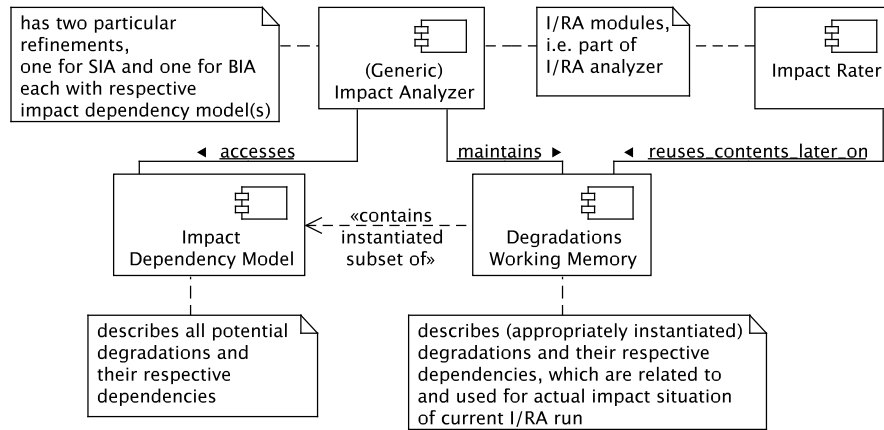 has two particular
refinements,
one for SIA and one for BIA
each with respective
impact dependency model(s)
(Generic)
Impact Analyzer
I/RA modules,
i.e. part of
I/RA analyzer
Impact Rater
◄ accesses
maintains ►
◄ reuses_contents_later_on
Impact
Dependency Model
«contains
instantiated
subset of»
Degradations
Working Memory
describes all potential
degradations and
their respective
dependencies
describes (appropriately instantiated)
degradations and their respective
dependencies, which are related to
and used for actual impact situation
of current I/RA run